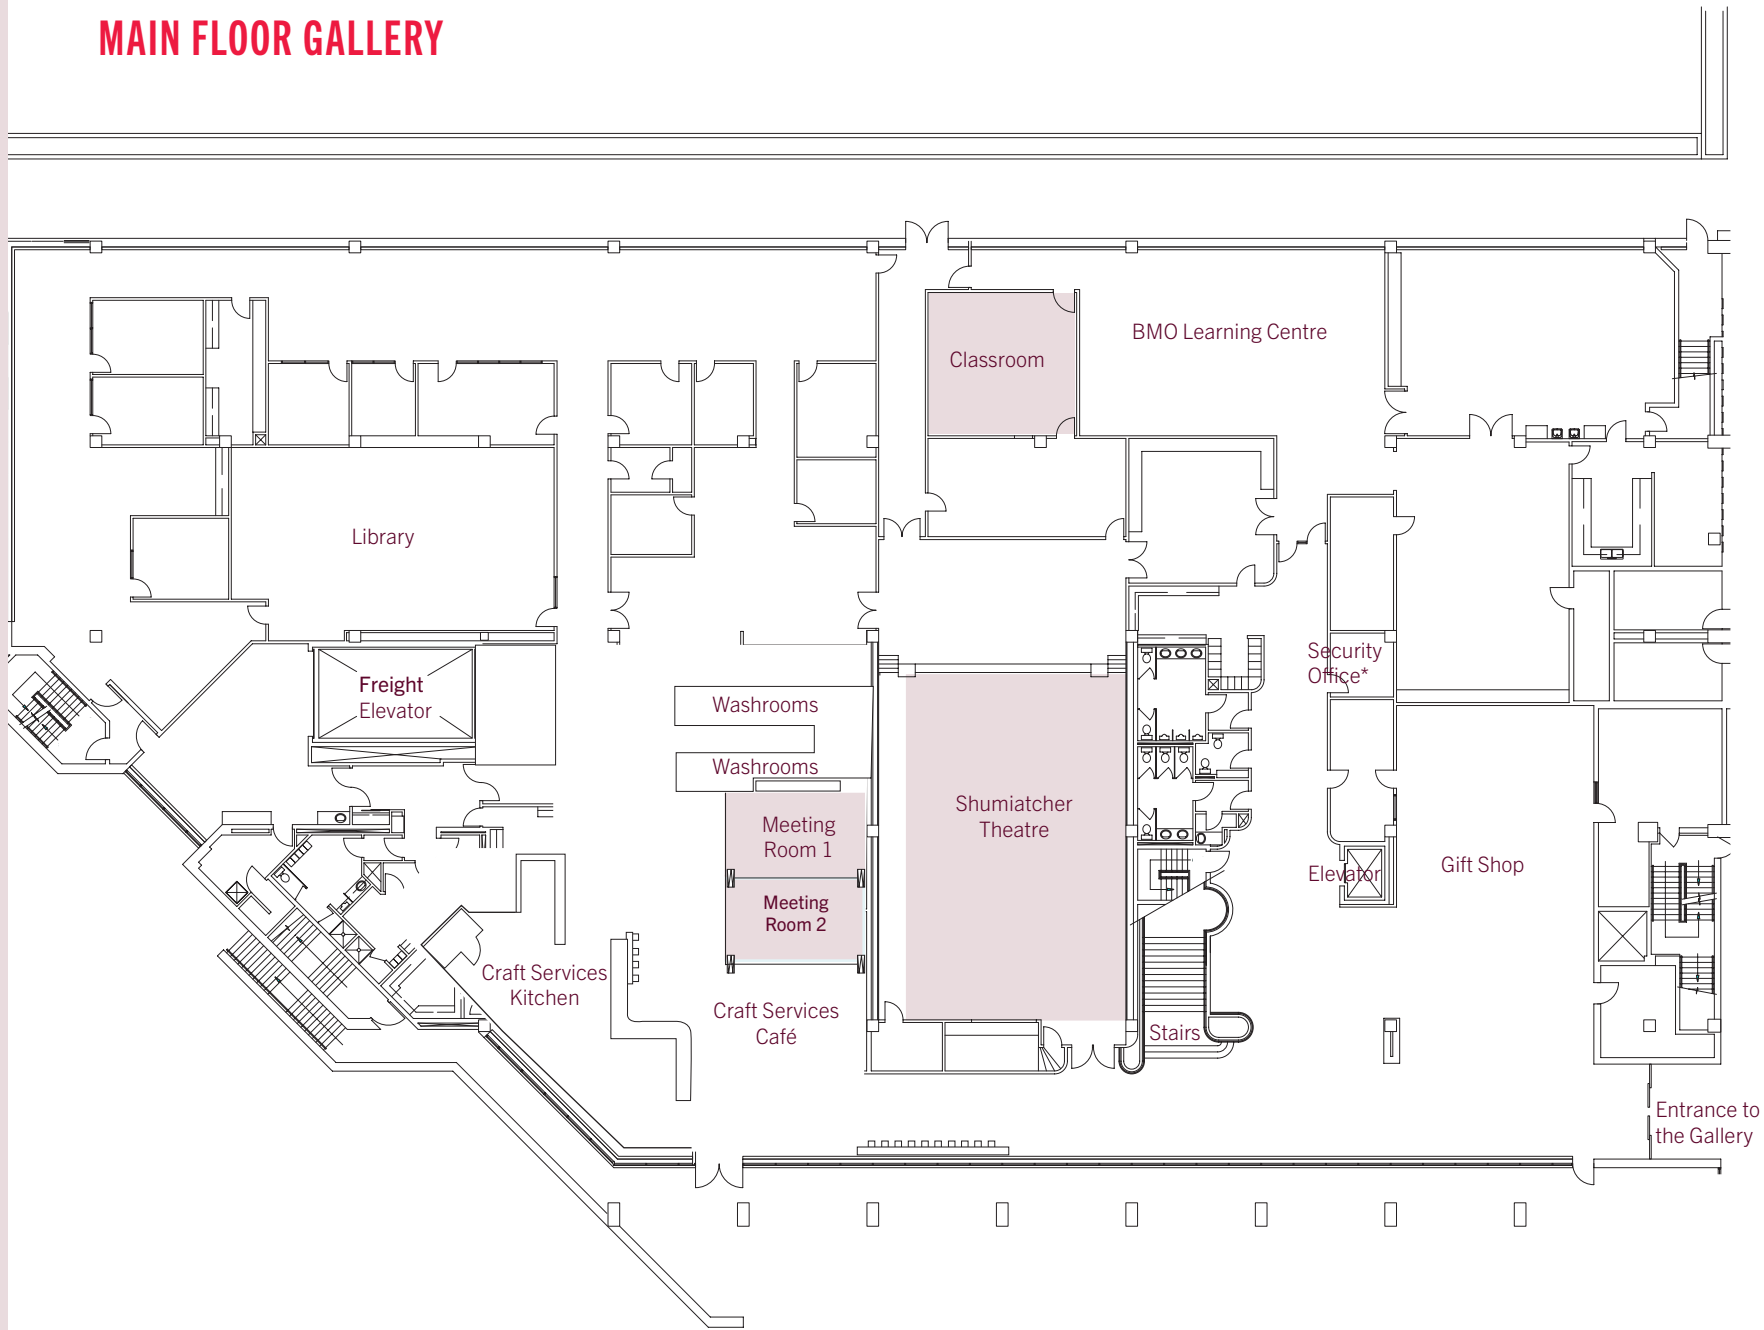 MAIN FLOOR GALLERY
BMO Learning Centre
Classroom
Library
Security
Office*
Freight
Elevator
Washrooms
Washrooms
Shumiatcher
Theatre
Meeting
Room 1
Elevator
Gift Shop
Meeting
Room 2
Craft Services
Kitchen
Craft Services
Café
Stairs
Entrance to
the Gallery